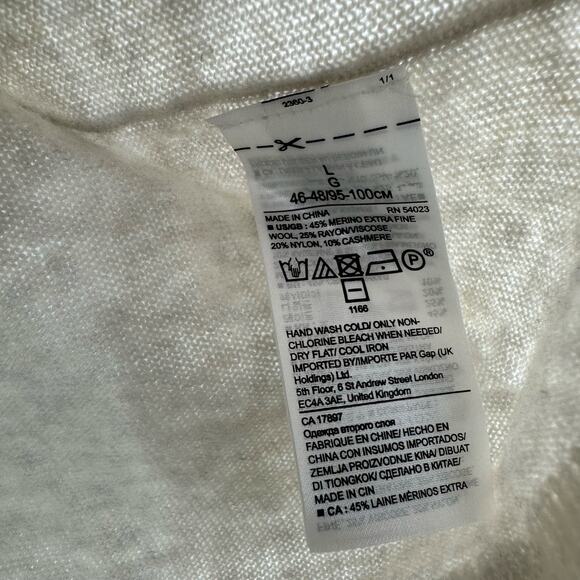 1/1
2360-3
L
G
46-48/95-100CM
MADE IN CHINA RN 54023
■ US/GB : 45% MERINO EXTRA FINE
WOOL, 25% RAYON/VISCOSE,
20% NYLON, 10% CASHMERE
P®
1166
HAND WASH COLD/ ONLY NON-
CHLORINE BLEACH WHEN NEEDED/
DRY FLAT/ COOL IRON
IMPORTED BY/IMPORTE PAR Gap (UK
Holdings) Ltd.
5th Floor, 6 St Andrew Street London
EC4A 3AE, United Kingdom
CA 17897
Одежда второго слоя
FABRIQUE EN CHINE/ HECHO EN
CHINA CON INSUMOS IMPORTADOS/
ZEMLJA PROIZVODNJE KINA/ DIBUAT
DI TIONGKOK/ СДЕЛАНО В КИТАЕ/
MADE IN CIN
■ CA : 45% LAINE MÉRINOS EXTRA